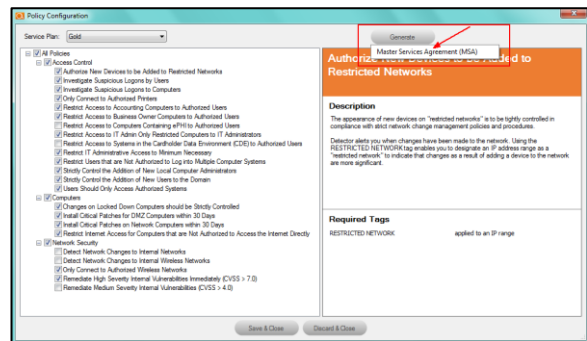 Policy Configuration
Service Plan: Gold
Generate
Master Services Agreement (MSA)
All Policies
Access Control
Authorize New Devices to be Added to Restricted Networks
Investigate Suspicious Logons by Users
Investigate Suspicious Logons to Computers
Only Connect to Authorized Printers
Restrict Access to Accounting Computers to Authorized Users
Restrict Access to Business Owner Computers to Authorized Users
Restrict Access to Computers Containing ePHI to Authorized Users
Restrict Access to IT Admin Only Restricted Computers to IT Administrators
Restrict Access to Systems in the Cardholder Data Environment (CDE) to Authorized Users
Restrict IT Administrative Access to Minimum Necessary
Restrict Users that are Not Authorized to Log into Multiple Computer Systems
Strictly Control the Addition of New Local Computer Administrators
Strictly Control the Addition of New Users to the Domain
Users Should Only Access Authorized Systems
Computers
Changes on Locked Down Computers should be Strictly Controlled
Install Critical Patches for DMZ Computers within 30 Days
Install Critical Patches on Network Computers within 30 Days
Restrict Internet Access for Computers that are Not Authorized to Access the Internet Directly
Network Security
Detect Network Changes to Internal Networks
Detect Network Changes to Internal Wireless Networks
Only Connect to Authorized Wireless Networks
Remediate High Severity Internal Vulnerabilities Immediately (CVSS > 7.0)
Remediate Medium Severity Internal Vulnerabilities (CVSS > 4.0)
Authorize New Devices to be Added to
Restricted Networks
Description
The appearance of new devices on "restricted networks" is to be tightly controlled in
compliance with strict network change management policies and procedures.
Detector alerts you when changes have been made to the network. Using the
RESTRICTED NETWORK tag enables you to designate an IP address range as a
"restricted network" to indicate that changes as a result of adding a device to the network
are more significant.
Required Tags
RESTRICTED NETWORK applied to an IP range
Save & Close
Discard & Close